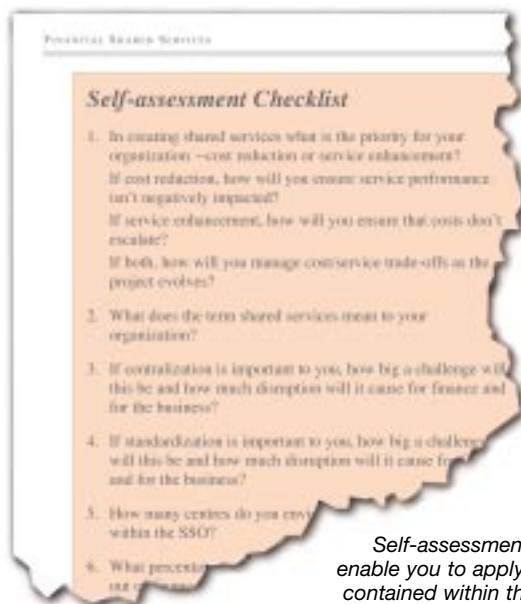 FINANCIAL SHARED SERVICES
Self-assessment Checklist
1. In creating shared services what is the priority for your
organization – cost reduction or service enhancement?
If cost reduction, how will you ensure service performance
isn't negatively impacted?
If service enhancement, how will you ensure that costs don't
escalate?
If both, how will you manage cost/service trade-offs as the
project evolves?
2. What does the term shared services mean to your
organization?
3. If centralization is important to you, how big a challenge will
this be and how much disruption will it cause for finance and
for the business?
4. If standardization is important to you, how big a challenge
will this be and how much disruption will it cause
and for the business?
5. How many centres do you
within the SSO?
6. What
out of
Self-assessment
enable you to apply
contained within th